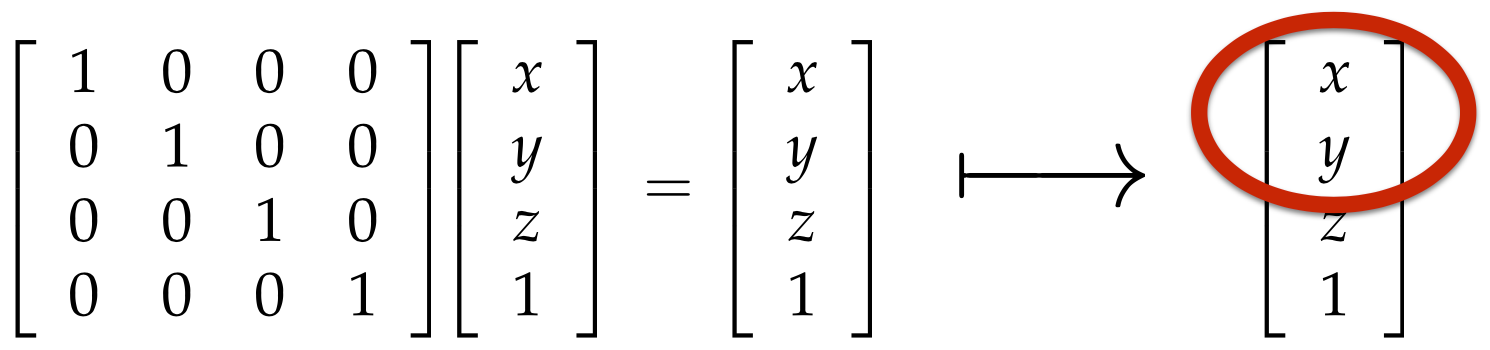 1 0 0 0 x x x
0 1 0 0 y y y
0 0 1 0 z = z ⟼ z
0 0 0 1 1 1 1